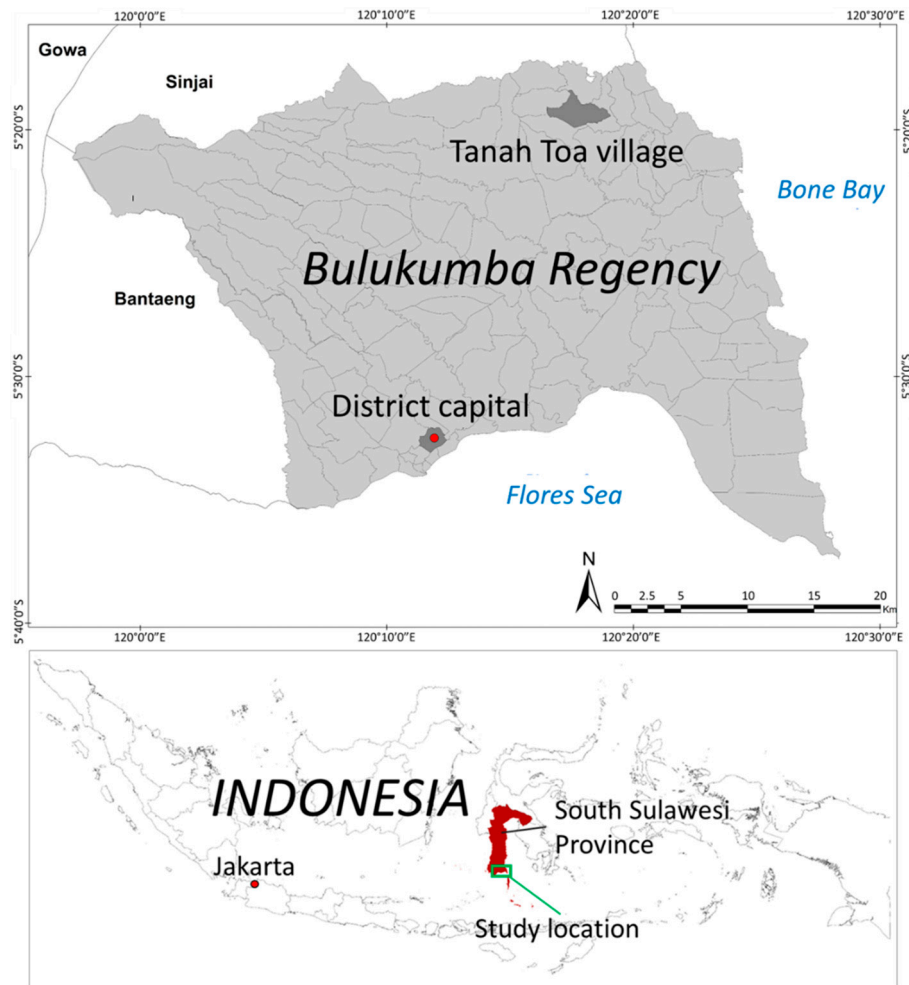 120°0'0"E 120°10'0"E 120°20'0"E 120°30'0"E
Gowa
Sinjai
5°20'0"S 5°20'0"S
Tanah Toa village
Bone Bay
Bulukumba Regency
Bantaeng
5°30'0"S 5°30'0"S
District capital
Flores Sea
N
0 2.5 5 10 15 20
Km
5°40'0"S
120°0'0"E 120°10'0"E 120°20'0"E 120°30'0"E
INDONESIA
South Sulawesi
Province
Jakarta
Study location